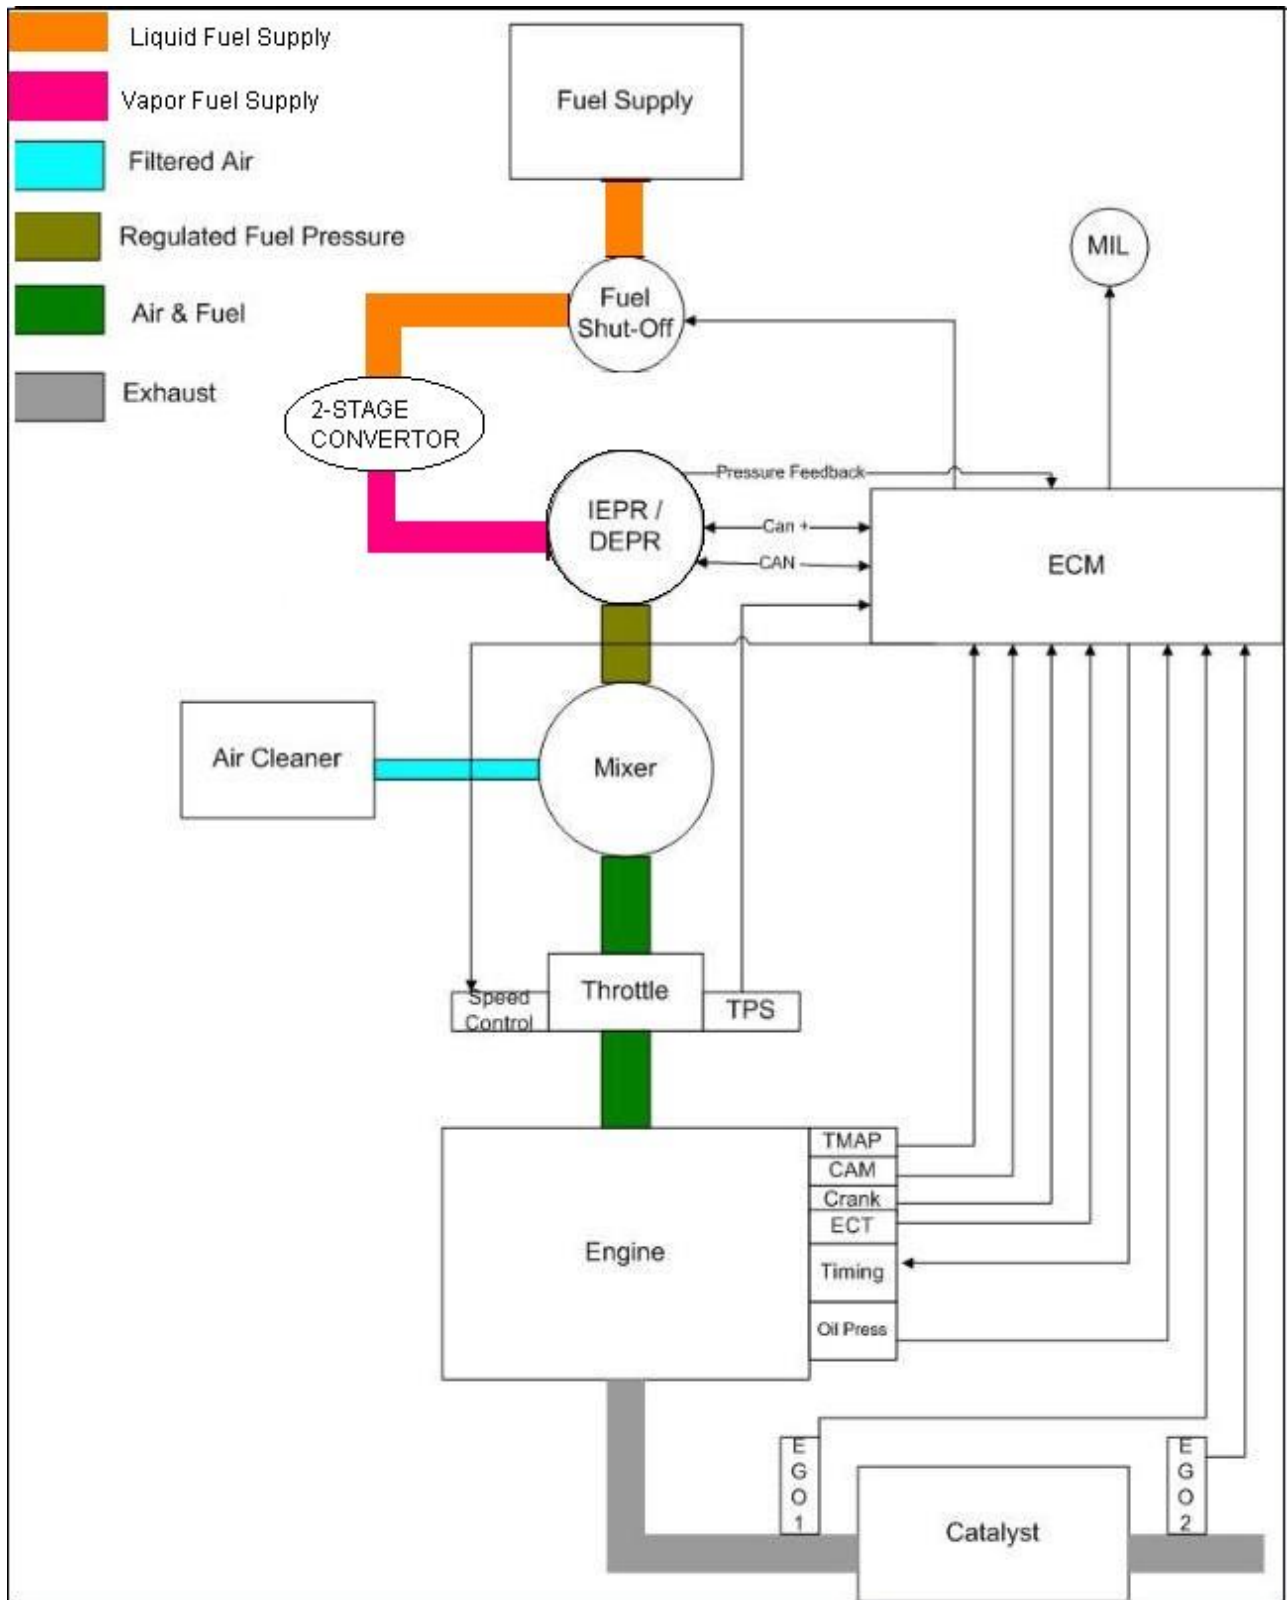 Liquid Fuel Supply
Vapor Fuel Supply
Filtered Air
Regulated Fuel Pressure
Air & Fuel
Exhaust
Fuel Supply
MIL
Fuel
Shut-Off
2-STAGE
CONVERTOR
Pressure Feedback
IEPR /
DEPR
Can +
CAN
ECM
Air Cleaner
Mixer
Speed
Control
Throttle
TPS
TMAP
CAM
Crank
ECT
Timing
Oil Press
Engine
E
G
O
1
E
G
O
2
Catalyst